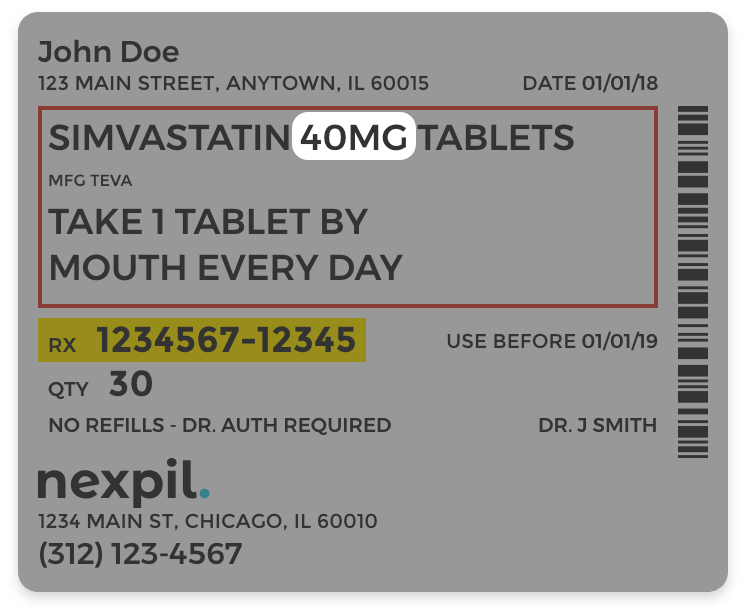 John Doe
123 MAIN STREET, ANYTOWN, IL 60015
DATE 01/01/18
SIMVASTATIN 40MG TABLETS
MFG TEVA
TAKE 1 TABLET BY
MOUTH EVERY DAY
RX 1234567-12345
USE BEFORE 01/01/19
QTY 30
NO REFILLS - DR. AUTH REQUIRED
DR. J SMITH
nexpil.
1234 MAIN ST, CHICAGO, IL 60010
(312) 123-4567